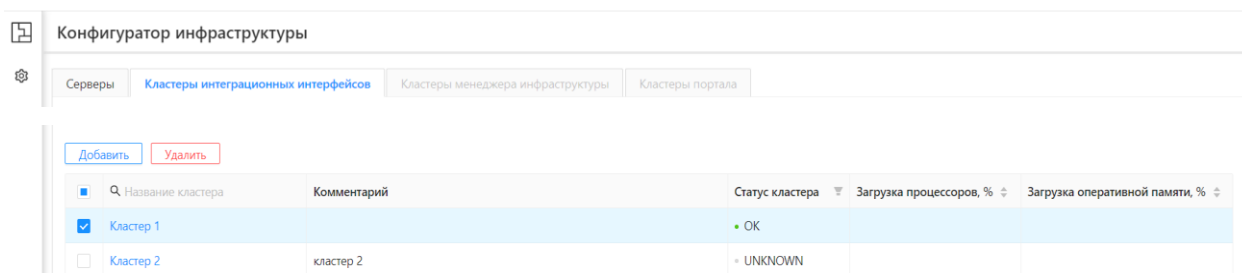 Конфигуратор инфраструктуры
Серверы Кластеры интеграционных интерфейсов Кластеры менеджера инфраструктуры Кластеры портала
Добавить Удалить
Название кластера Комментарий Статус кластера Загрузка процессоров, % Загрузка оперативной памяти, %
Кластер 1 OK
Кластер 2 кластер 2 UNKNOWN